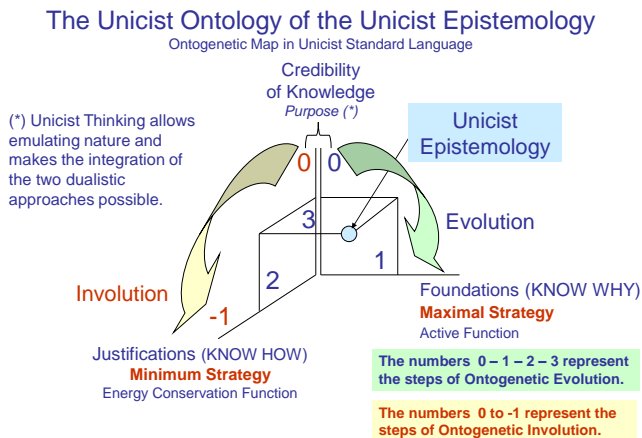 The Unicist Ontology of the Unicist Epistemology
Ontogenetic Map in Unicist Standard Language
Credibility
of Knowledge
Purpose (*)
(*) Unicist Thinking allows
emulating nature and
makes the integration of
the two dualistic
approaches possible.
Unicist
Epistemology
0 0
3
Evolution
2
1
Involution
-1
Foundations (KNOW WHY)
Maximal Strategy
Active Function
Justifications (KNOW HOW)
Minimum Strategy
Energy Conservation Function
The numbers 0 – 1 – 2 – 3 represent
the steps of Ontogenetic Evolution.
The numbers 0 to -1 represent the
steps of Ontogenetic Involution.